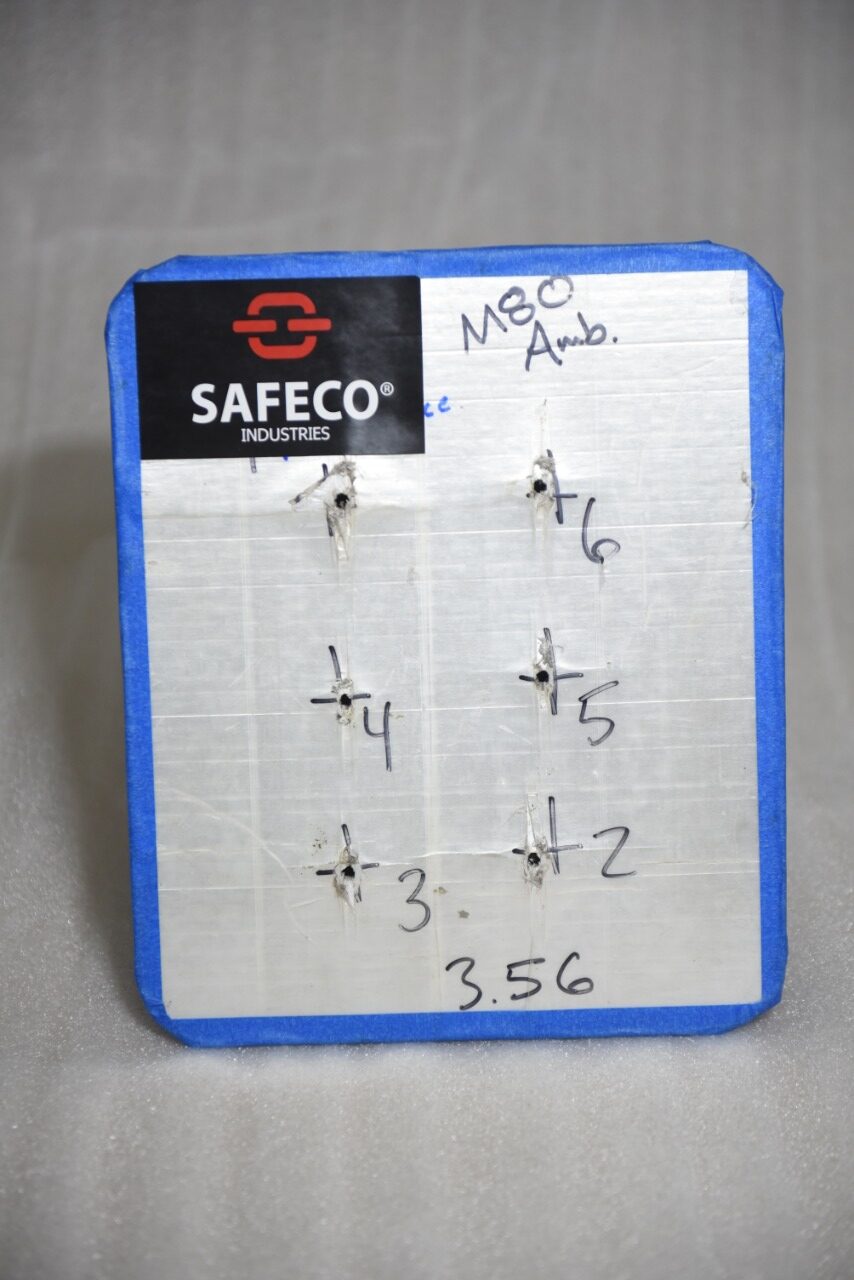 M80
Amb.
SAFECO®
INDUSTRIES
6
4
5
3
2
3.56